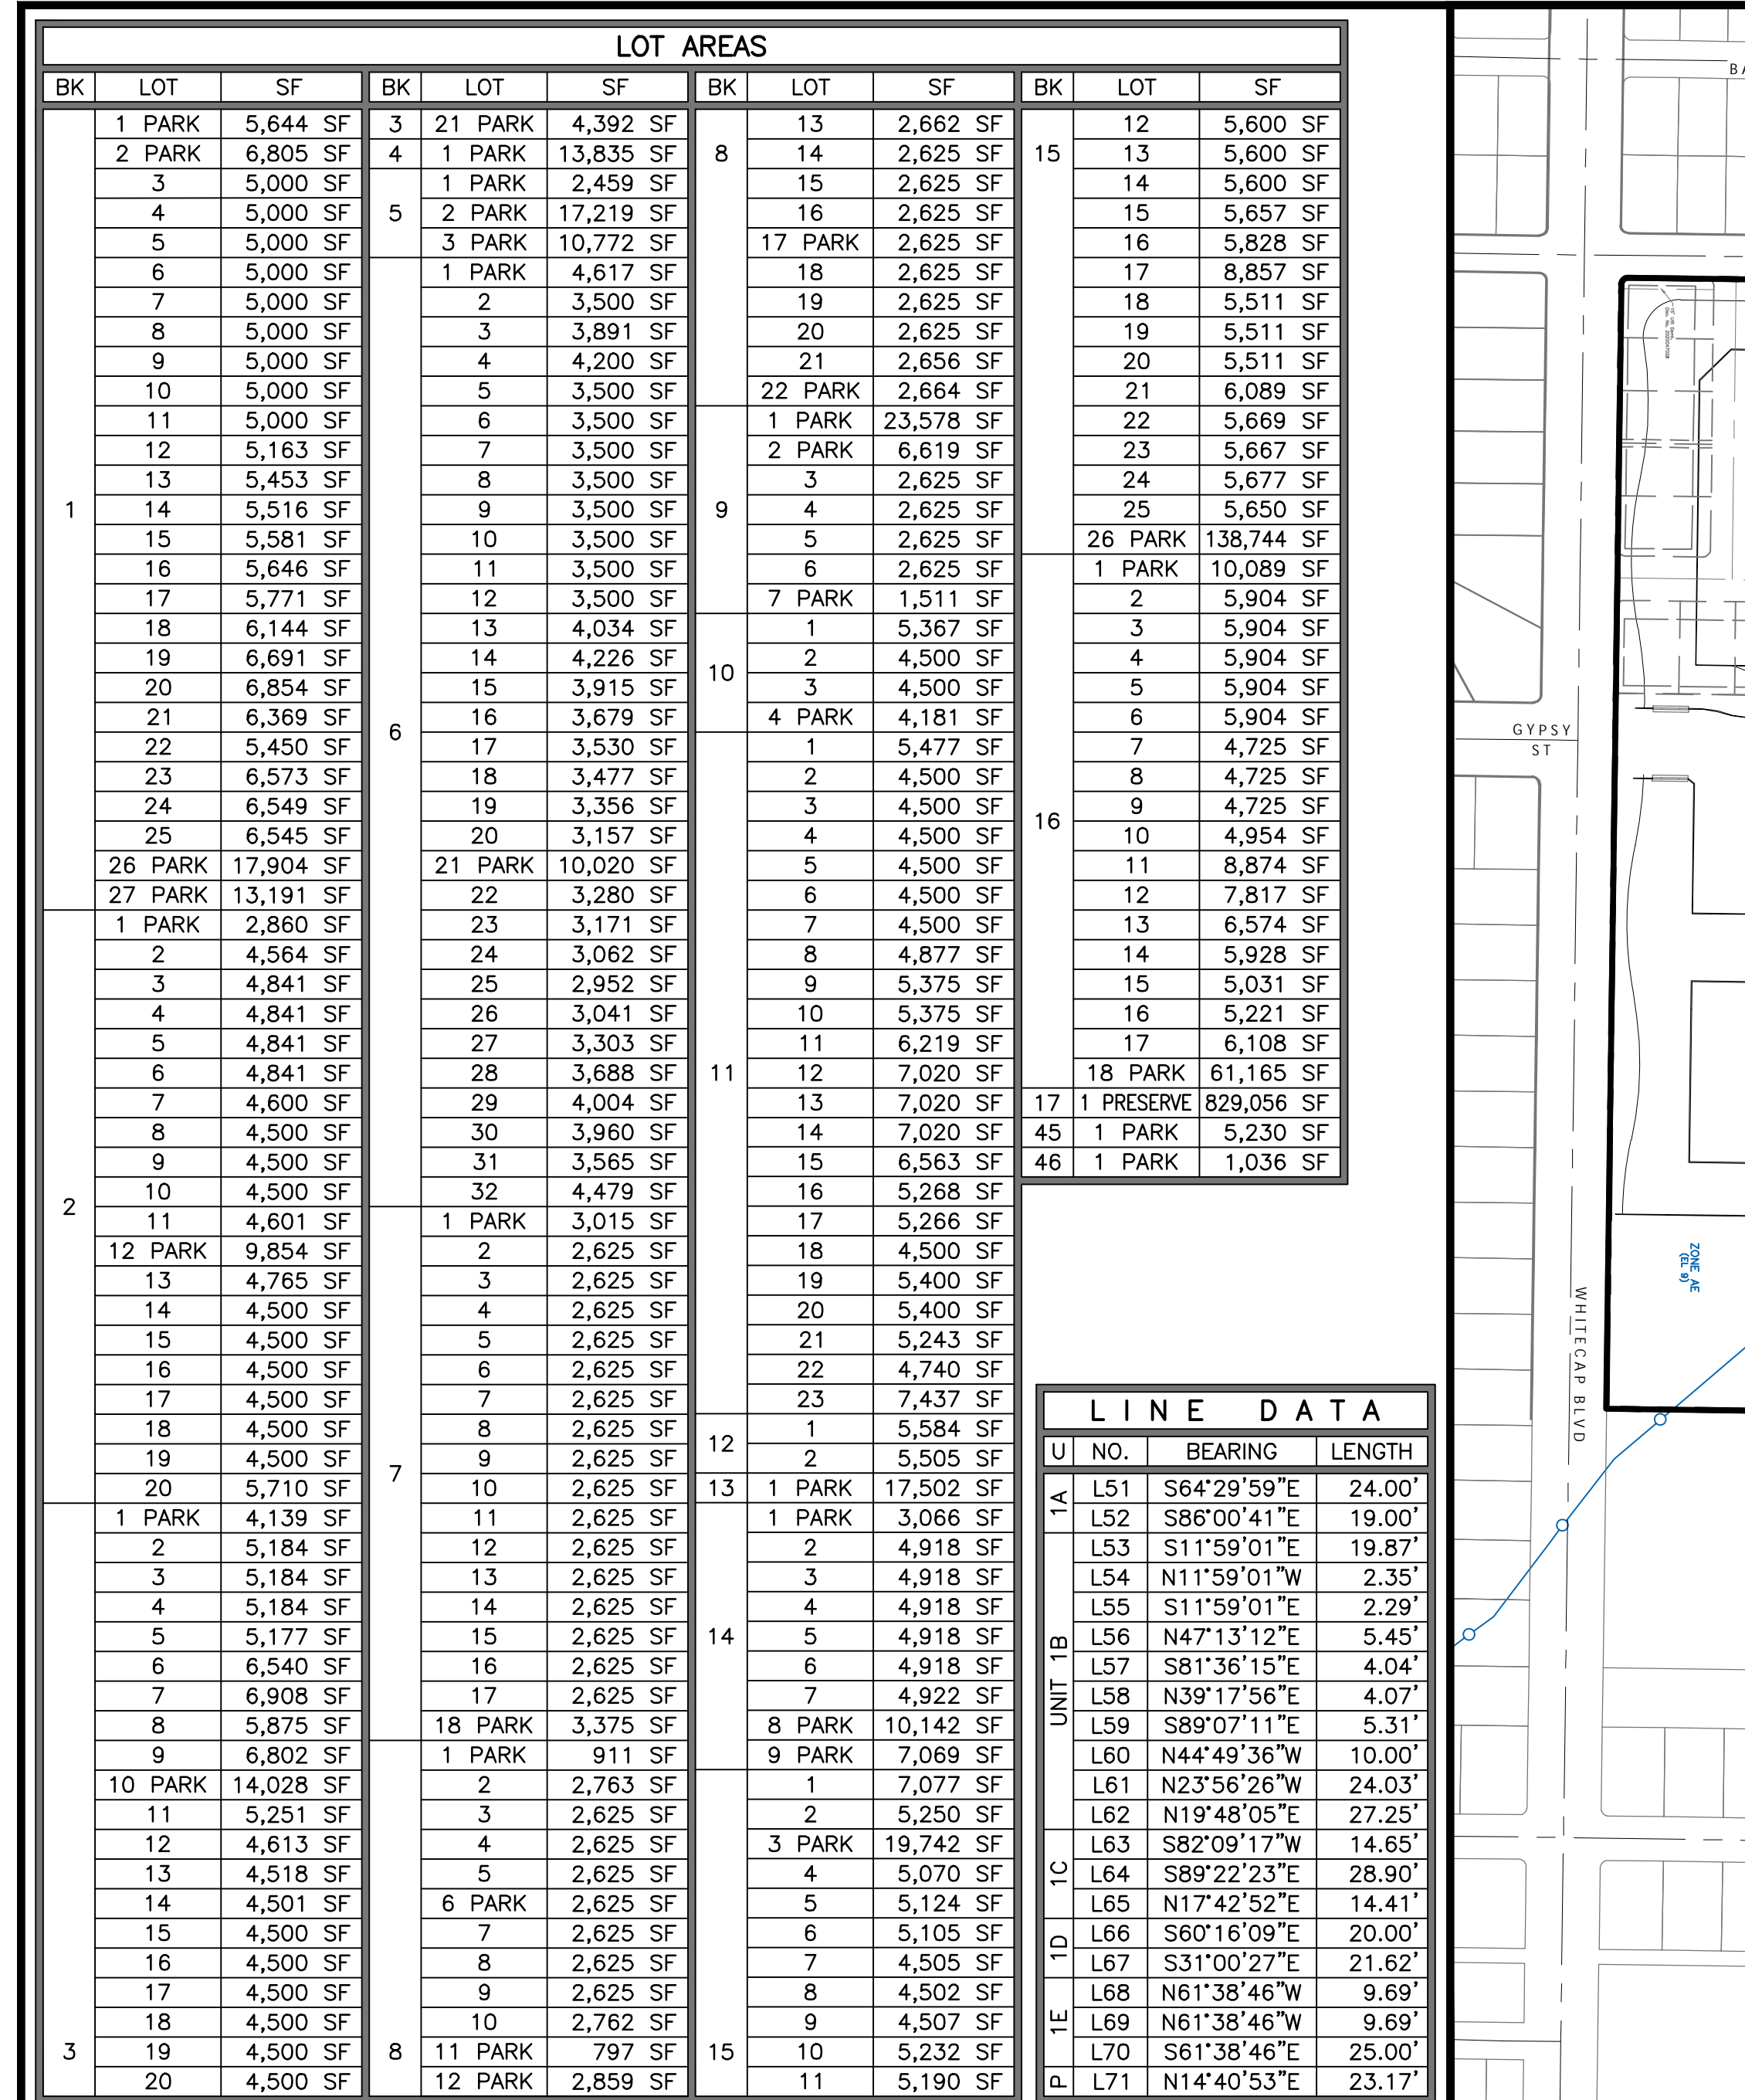 LOT AREAS
BK LOT SF
1 PARK 5,644 SF
2 PARK 6,805 SF
3 5,000 SF
4 5,000 SF
5 5,000 SF
6 5,000 SF
7 5,000 SF
8 5,000 SF
9 5,000 SF
10 5,000 SF
11 5,000 SF
12 5,163 SF
13 5,453 SF
1 14 5,516 SF
15 5,581 SF
16 5,646 SF
17 5,771 SF
18 6,144 SF
19 6,691 SF
20 6,854 SF
21 6,369 SF
22 5,450 SF
23 6,573 SF
24 6,549 SF
25 6,545 SF
26 PARK 17,904 SF
27 PARK 13,191 SF
1 PARK 2,860 SF
2 4,564 SF
3 4,841 SF
4 4,841 SF
5 4,841 SF
6 4,841 SF
7 4,600 SF
8 4,500 SF
9 4,500 SF
10 4,500 SF
2 11 4,601 SF
12 PARK 9,854 SF
13 4,765 SF
14 4,500 SF
15 4,500 SF
16 4,500 SF
17 4,500 SF
18 4,500 SF
19 4,500 SF
20 5,710 SF
1 PARK 4,139 SF
2 5,184 SF
3 5,184 SF
4 5,184 SF
5 5,177 SF
6 6,540 SF
7 6,908 SF
8 5,875 SF
9 6,802 SF
10 PARK 14,028 SF
11 5,251 SF
12 4,613 SF
13 4,518 SF
14 4,501 SF
15 4,500 SF
16 4,500 SF
17 4,500 SF
18 4,500 SF
3 19 4,500 SF
20 4,500 SF
BK LOT SF
3 21 PARK 4,392 SF
4 1 PARK 13,835 SF
1 PARK 2,459 SF
5 2 PARK 17,219 SF
3 PARK 10,772 SF
1 PARK 4,617 SF
2 3,500 SF
3 3,891 SF
4 4,200 SF
5 3,500 SF
6 3,500 SF
7 3,500 SF
8 3,500 SF
9 3,500 SF
10 3,500 SF
11 3,500 SF
12 3,500 SF
13 4,034 SF
14 4,226 SF
15 3,915 SF
16 3,679 SF
6 17 3,530 SF
18 3,477 SF
19 3,356 SF
20 3,157 SF
21 PARK 10,020 SF
22 3,280 SF
23 3,171 SF
24 3,062 SF
25 2,952 SF
26 3,041 SF
27 3,303 SF
28 3,688 SF
29 4,004 SF
30 3,960 SF
31 3,565 SF
32 4,479 SF
1 PARK 3,015 SF
2 2,625 SF
3 2,625 SF
4 2,625 SF
5 2,625 SF
6 2,625 SF
7 2,625 SF
8 2,625 SF
9 2,625 SF
7 10 2,625 SF
11 2,625 SF
12 2,625 SF
13 2,625 SF
14 2,625 SF
15 2,625 SF
16 2,625 SF
17 2,625 SF
18 PARK 3,375 SF
1 PARK 911 SF
2 2,763 SF
3 2,625 SF
4 2,625 SF
5 2,625 SF
6 PARK 2,625 SF
7 2,625 SF
8 2,625 SF
9 2,625 SF
10 2,762 SF
8 11 PARK 797 SF
12 PARK 2,859 SF
BK LOT SF
13 2,662 SF
8 14 2,625 SF
15 2,625 SF
16 2,625 SF
17 PARK 2,625 SF
18 2,625 SF
19 2,625 SF
20 2,625 SF
21 2,656 SF
22 PARK 2,664 SF
1 PARK 23,578 SF
2 PARK 6,619 SF
3 2,625 SF
9 4 2,625 SF
5 2,625 SF
6 2,625 SF
7 PARK 1,511 SF
1 5,367 SF
2 4,500 SF
10 3 4,500 SF
4 PARK 4,181 SF
1 5,477 SF
2 4,500 SF
3 4,500 SF
4 4,500 SF
5 4,500 SF
6 4,500 SF
7 4,500 SF
8 4,877 SF
9 5,375 SF
10 5,375 SF
11 6,219 SF
11 12 7,020 SF
13 7,020 SF
14 7,020 SF
15 6,563 SF
16 5,268 SF
17 5,266 SF
18 4,500 SF
19 5,400 SF
20 5,400 SF
21 5,243 SF
22 4,740 SF
23 7,437 SF
12 1 5,584 SF
2 5,505 SF
13 1 PARK 17,502 SF
1 PARK 3,066 SF
2 4,918 SF
3 4,918 SF
4 4,918 SF
14 5 4,918 SF
6 4,918 SF
7 4,922 SF
8 PARK 10,142 SF
9 PARK 7,069 SF
1 7,077 SF
2 5,250 SF
3 PARK 19,742 SF
4 5,070 SF
5 5,124 SF
6 5,105 SF
7 4,505 SF
8 4,502 SF
9 4,507 SF
15 10 5,232 SF
11 5,190 SF
BK LOT SF
12 5,600 SF
15 13 5,600 SF
14 5,600 SF
15 5,657 SF
16 5,828 SF
17 8,857 SF
18 5,511 SF
19 5,511 SF
20 5,511 SF
21 6,089 SF
22 5,669 SF
23 5,667 SF
24 5,677 SF
25 5,650 SF
26 PARK 138,744 SF
1 PARK 10,089 SF
2 5,904 SF
3 5,904 SF
4 5,904 SF
5 5,904 SF
6 5,904 SF
7 4,725 SF
8 4,725 SF
9 4,725 SF
16 10 4,954 SF
11 8,874 SF
12 7,817 SF
13 6,574 SF
14 5,928 SF
15 5,031 SF
16 5,221 SF
17 6,108 SF
18 PARK 61,165 SF
17 1 PRESERVE 829,056 SF
45 1 PARK 5,230 SF
46 1 PARK 1,036 SF
LINE DATA
U NO. BEARING LENGTH
1A L51 S64°29'59"E 24.00'
L52 S86°00'41"E 19.00'
L53 S11°59'01"E 19.87'
L54 N11°59'01"W 2.35'
L55 S11°59'01"E 2.29'
L56 N47°13'12"E 5.45'
UNIT 1B L57 S81°36'15"E 4.04'
L58 N39°17'56"E 4.07'
L59 S89°07'11"E 5.31'
L60 N44°49'36"W 10.00'
L61 N23°56'26"W 24.03'
L62 N19°48'05"E 27.25'
L63 S82°09'17"W 14.65'
1C L64 S89°22'23"E 28.90'
L65 N17°42'52"E 14.41'
1D L66 S60°16'09"E 20.00'
L67 S31°00'27"E 21.62'
L68 N61°38'46"W 9.69'
1E L69 N61°38'46"W 9.69'
L70 S61°38'46"E 25.00'
P L71 N14°40'53"E 23.17'
BA
GYPSY
ST
ZONE AE
(EL 9)
WHITECAP BLVD